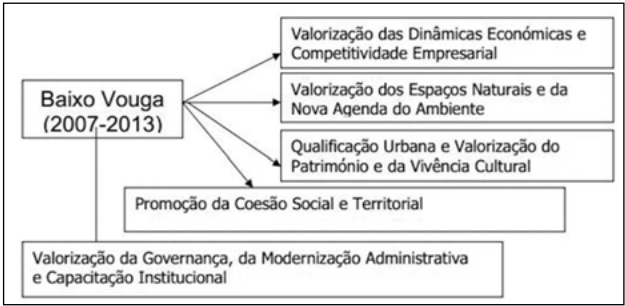 Valorização das Dinâmicas Económicas e
Competitividade Empresarial
Baixo Vouga
(2007-2013)
Valorização dos Espaços Naturais e da
Nova Agenda do Ambiente
Qualificação Urbana e Valorização do
Património e da Vivência Cultural
Promoção da Coesão Social e Territorial
Valorização da Governança, da Modernização Administrativa
e Capacitação Institucional